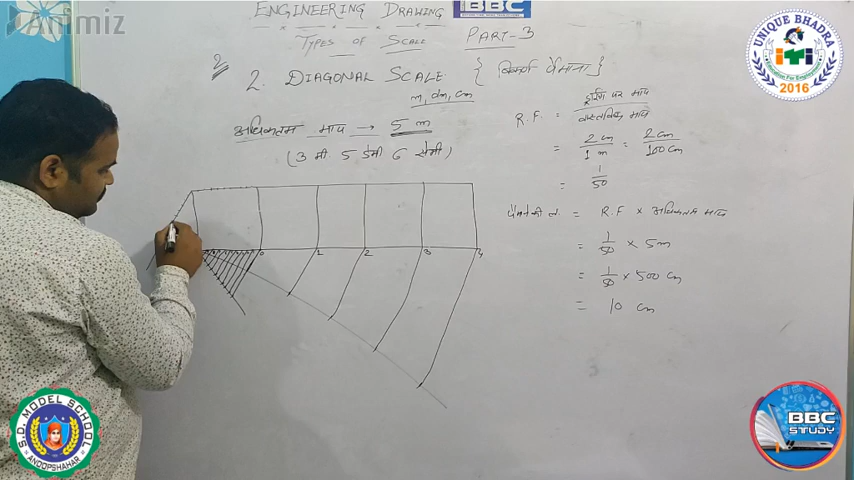 Animiz
BBC
ENGINEERING DRAWING
TYPES OF SCALE PART-3
2. DIAGONAL SCALE { विकर्ण पैमाना }
m, dm, cm
अधिकतम माप → 5 m
(3 मी 5 डेमी 6 सेमी)
R.F. = ड्राइंग पर माप / वास्तविक माप
= 2 cm / 1 m = 2 cm / 100 cm
= 1/50
पैमाने की ल. = R.F × अधिकतम माप
= 1/50 × 5m
= 1/50 × 500 cm
= 10 cm
0 1 2 3 4
UNIQUE BHADRA
iTi
2016
S.D. MODEL SCHOOL
ANOOPSHAHAR
BBC
STUDY